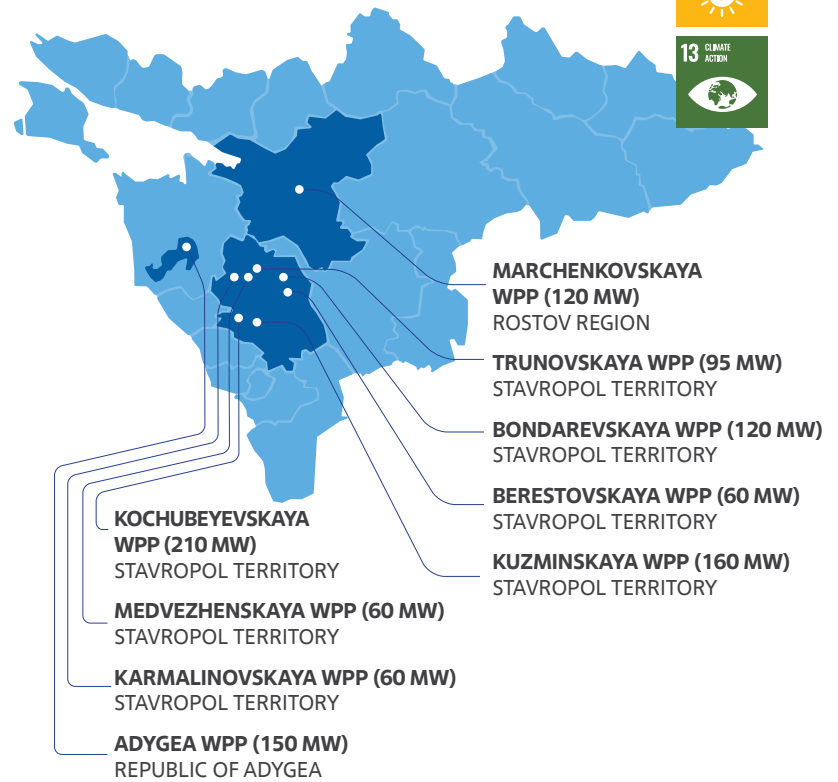 13 CLIMATE
ACTION
MARCHENKOVSKAYA
WPP (120 MW)
ROSTOV REGION
TRUNOVSKAYA WPP (95 MW)
STAVROPOL TERRITORY
BONDAREVSKAYA WPP (120 MW)
STAVROPOL TERRITORY
BERESTOVSKAYA WPP (60 MW)
STAVROPOL TERRITORY
KUZMINSKAYA WPP (160 MW)
STAVROPOL TERRITORY
KOCHUBEYEVSKAYA
WPP (210 MW)
STAVROPOL TERRITORY
MEDVEZHENSKAYA WPP (60 MW)
STAVROPOL TERRITORY
KARMALINOVSKAYA WPP (60 MW)
STAVROPOL TERRITORY
ADYGEA WPP (150 MW)
REPUBLIC OF ADYGEA